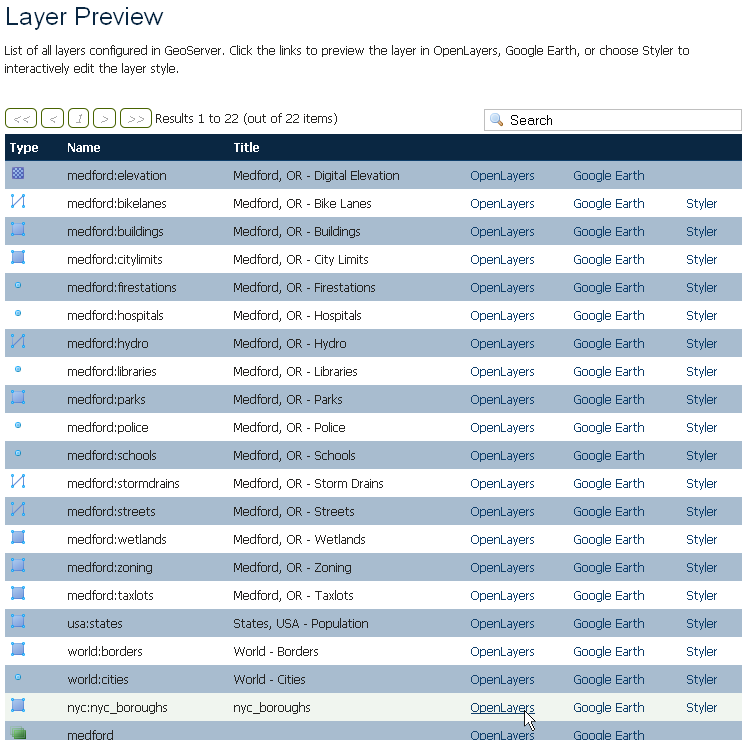 Layer Preview
List of all layers configured in GeoServer. Click the links to preview the layer in OpenLayers, Google Earth, or choose Styler to
interactively edit the layer style.
<< < 1 > >> Results 1 to 22 (out of 22 items) Search
Type Name Title
medford:elevation Medford, OR - Digital Elevation OpenLayers Google Earth
medford:bikelanes Medford, OR - Bike Lanes OpenLayers Google Earth Styler
medford:buildings Medford, OR - Buildings OpenLayers Google Earth Styler
medford:citylimits Medford, OR - City Limits OpenLayers Google Earth Styler
medford:firestations Medford, OR - Firestations OpenLayers Google Earth Styler
medford:hospitals Medford, OR - Hospitals OpenLayers Google Earth Styler
medford:hydro Medford, OR - Hydro OpenLayers Google Earth Styler
medford:libraries Medford, OR - Libraries OpenLayers Google Earth Styler
medford:parks Medford, OR - Parks OpenLayers Google Earth Styler
medford:police Medford, OR - Police OpenLayers Google Earth Styler
medford:schools Medford, OR - Schools OpenLayers Google Earth Styler
medford:stormdrains Medford, OR - Storm Drains OpenLayers Google Earth Styler
medford:streets Medford, OR - Streets OpenLayers Google Earth Styler
medford:wetlands Medford, OR - Wetlands OpenLayers Google Earth Styler
medford:zoning Medford, OR - Zoning OpenLayers Google Earth Styler
medford:taxlots Medford, OR - Taxlots OpenLayers Google Earth Styler
usa:states States, USA - Population OpenLayers Google Earth Styler
world:borders World - Borders OpenLayers Google Earth Styler
world:cities World - Cities OpenLayers Google Earth Styler
nyc:nyc_boroughs nyc_boroughs OpenLayers Google Earth Styler
medford OpenLayers Google Earth